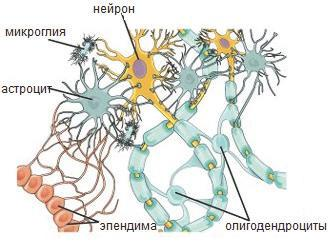 нейрон
микроглия
астроцит
эпендима
олигодендроциты